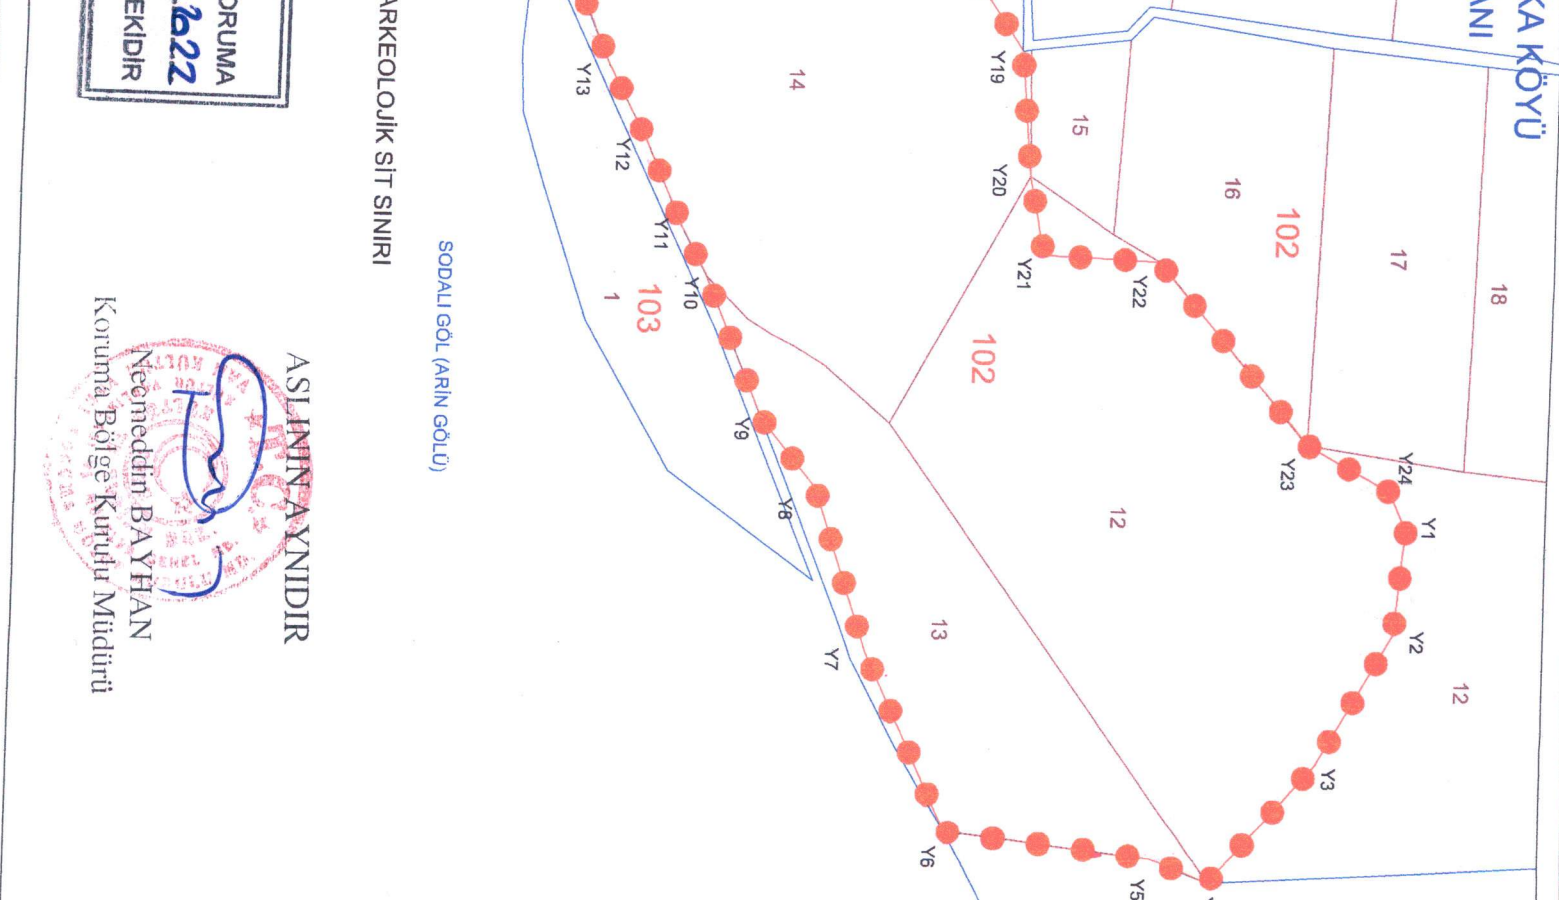 KA KÖYÜ
ANI
18
17
102
16
15
14
Y19
Y20
Y21
Y22
Y23
Y24
Y1
Y2
12
Y3
12
102
13
Y13
Y12
Y11
Y10
Y9
Y8
Y7
Y6
Y5
103
1
SODALI GÖL (ARİN GÖLÜ)
ARKEOLOJİK SİT SINIRI
ORUMA
.2022
EKİDİR
ASLININ AYNIDIR
Necmeddin BAYHAN
Koruma Bölge Kurulu Müdürü